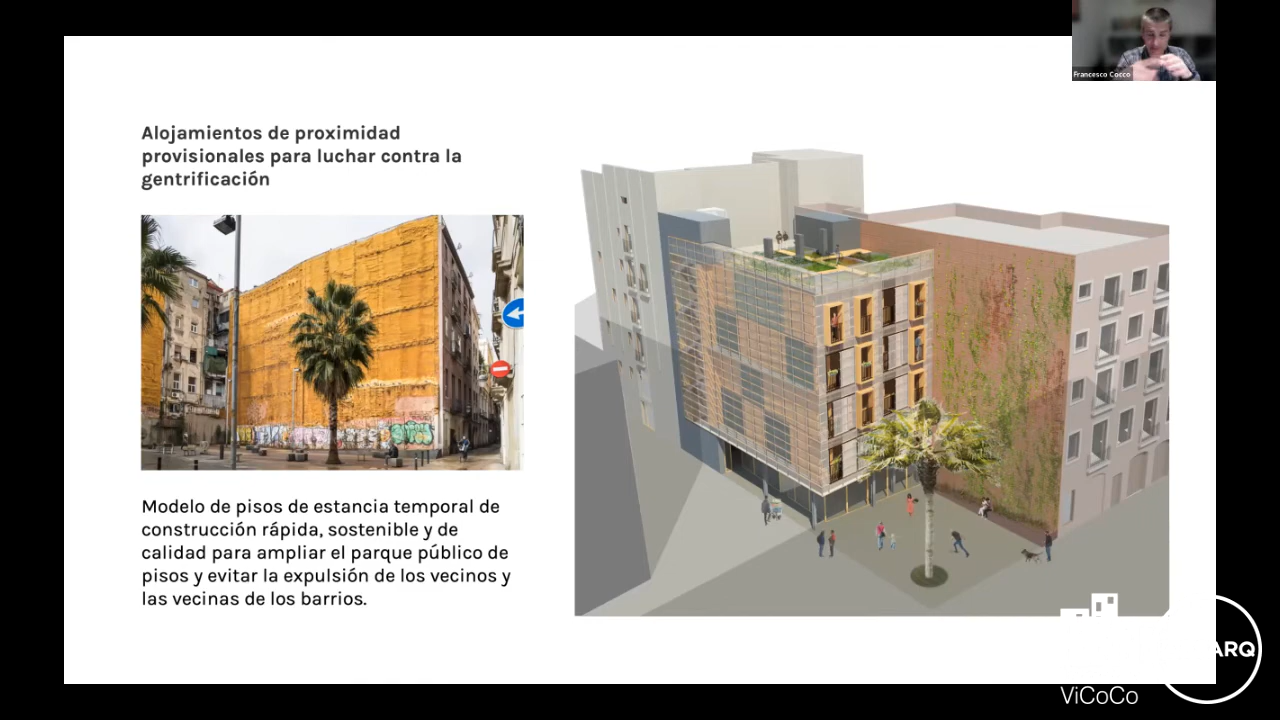 Francesco Cocco
Alojamientos de proximidad
provisionales para luchar contra la
gentrificación
Modelo de pisos de estancia temporal de
construcción rápida, sostenible y de
calidad para ampliar el parque público de
pisos y evitar la expulsión de los vecinos y
las vecinas de los barrios.
ARQ
ViCoCo